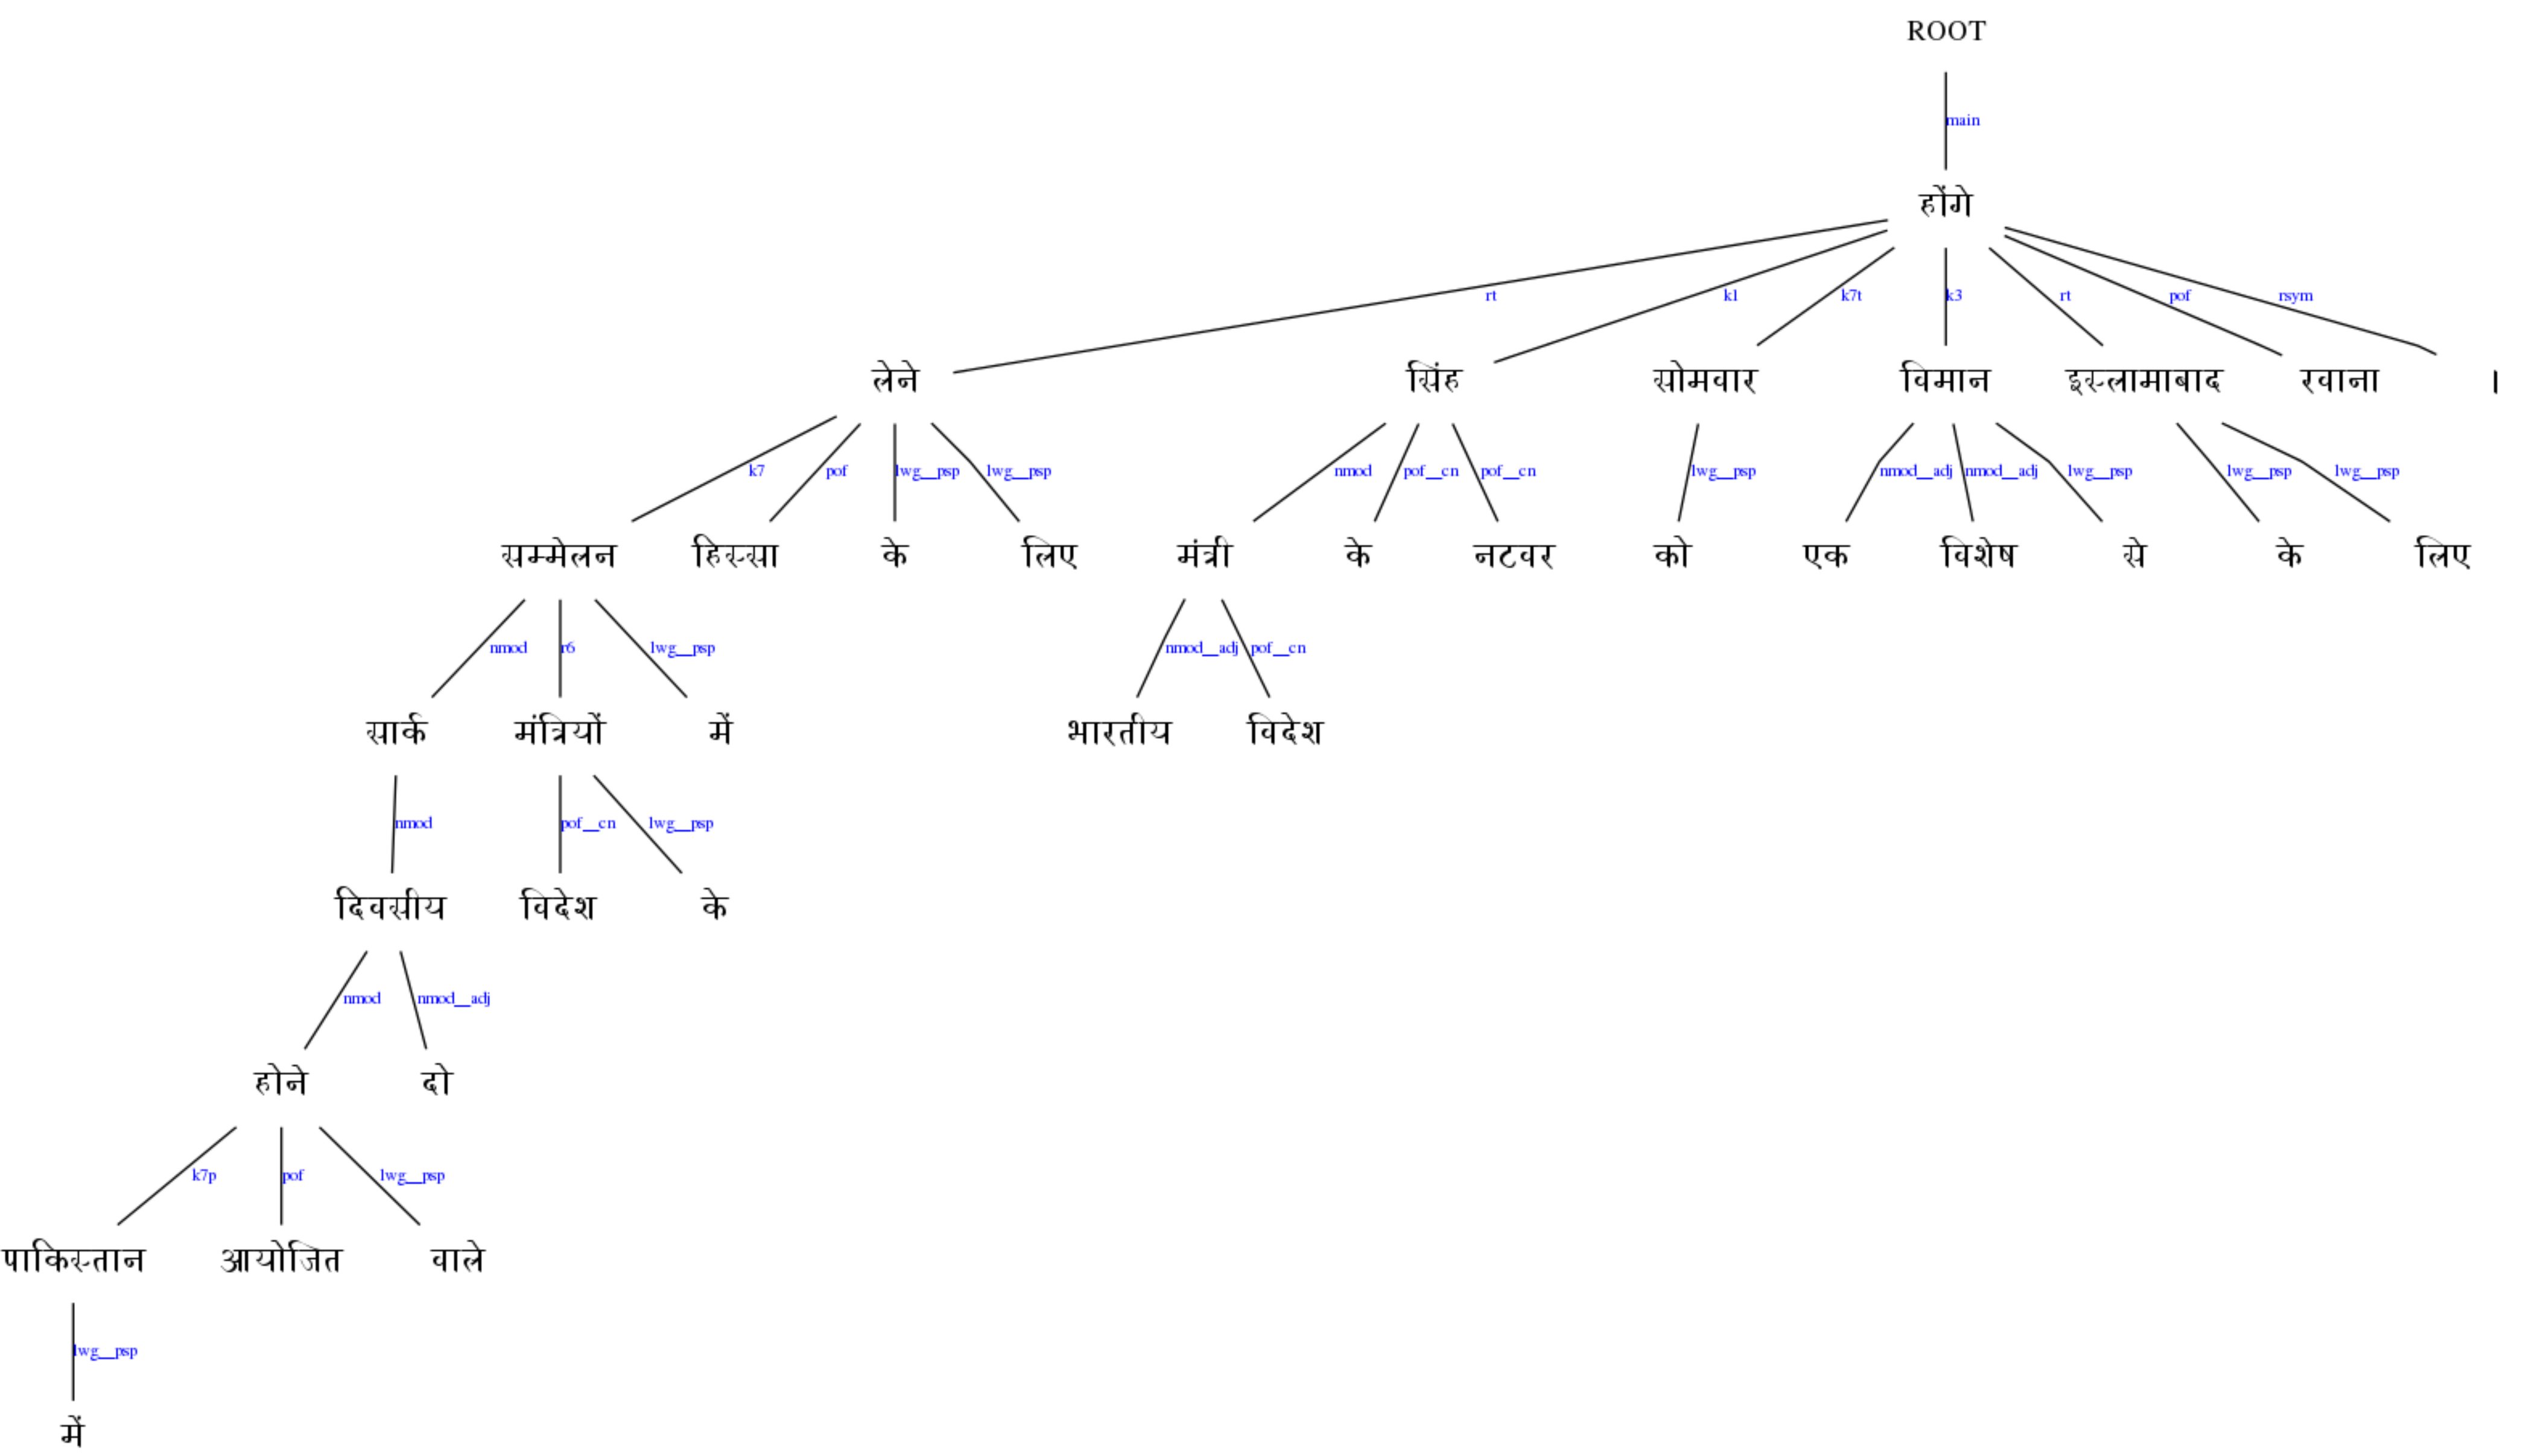 ROOT
main
होंगे
rt k1 k7t k3 rt pof rsym
लेने सिंह सोमवार विमान इस्लामाबाद रवाना ।
k7 pof lwg__psp lwg__psp nmod pof__cn pof__cn lwg__psp nmod__adj nmod__adj lwg__psp lwg__psp lwg__psp
सम्मेलन हिस्सा के लिए मंत्री के नटवर को एक विशेष से के लिए
nmod r6 lwg__psp nmod__adj pof__cn
सार्क मंत्रियों में भारतीय विदेश
nmod pof__cn lwg__psp
दिवसीय विदेश के
nmod nmod__adj
होने दो
k7p pof lwg__psp
पाकिस्तान आयोजित वाले
lwg__psp
में